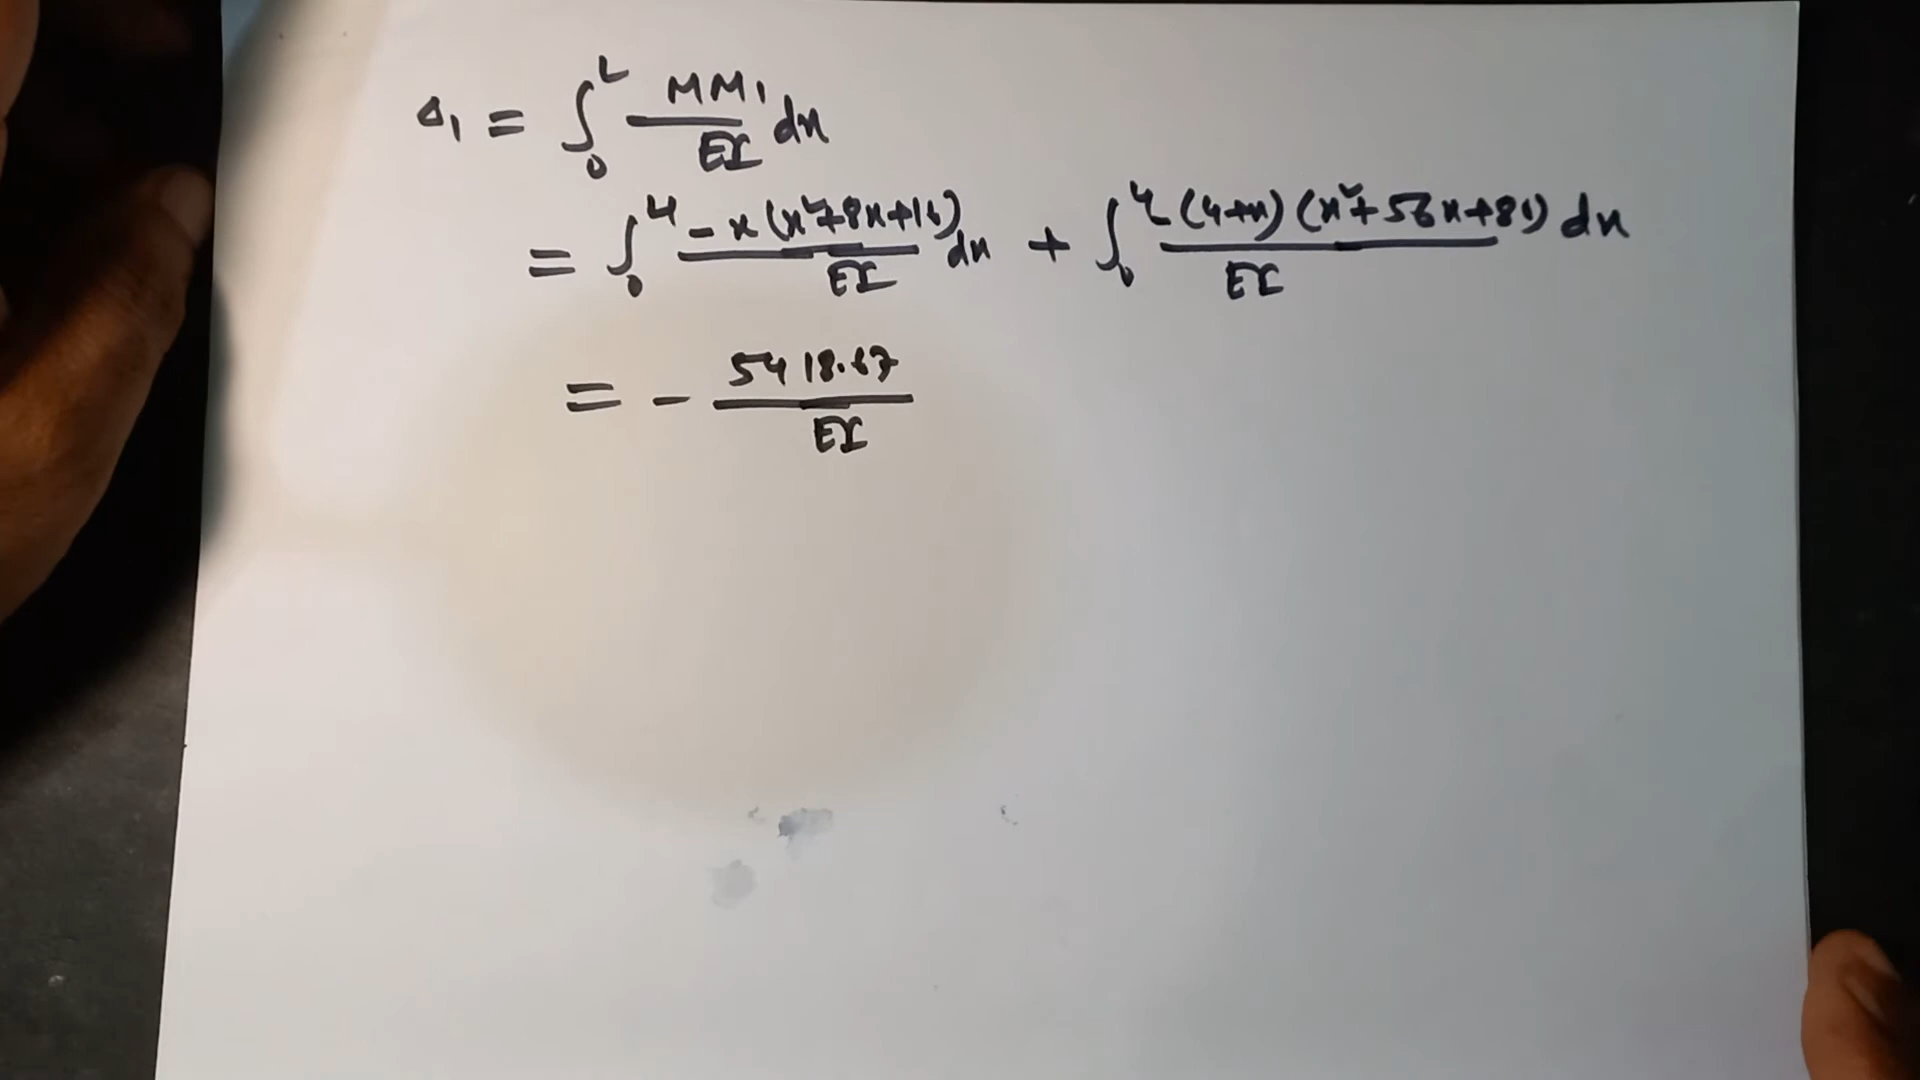 Δ₁ = ∫₀ᴸ MM₁/EI dx
= ∫₀⁴ -x(x²+8x+16)/EI dx + ∫₀⁴ (4+x)(x²+56x+81)/EI dx
= - 5418.67/EI